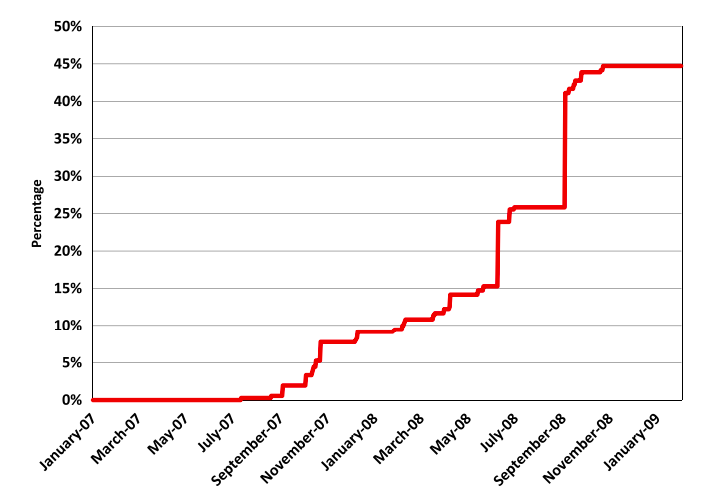 50%
45%
40%
35%
30%
25%
20%
15%
10%
5%
0%
Percentage
January-07
March-07
May-07
July-07
September-07
November-07
January-08
March-08
May-08
July-08
September-08
November-08
January-09